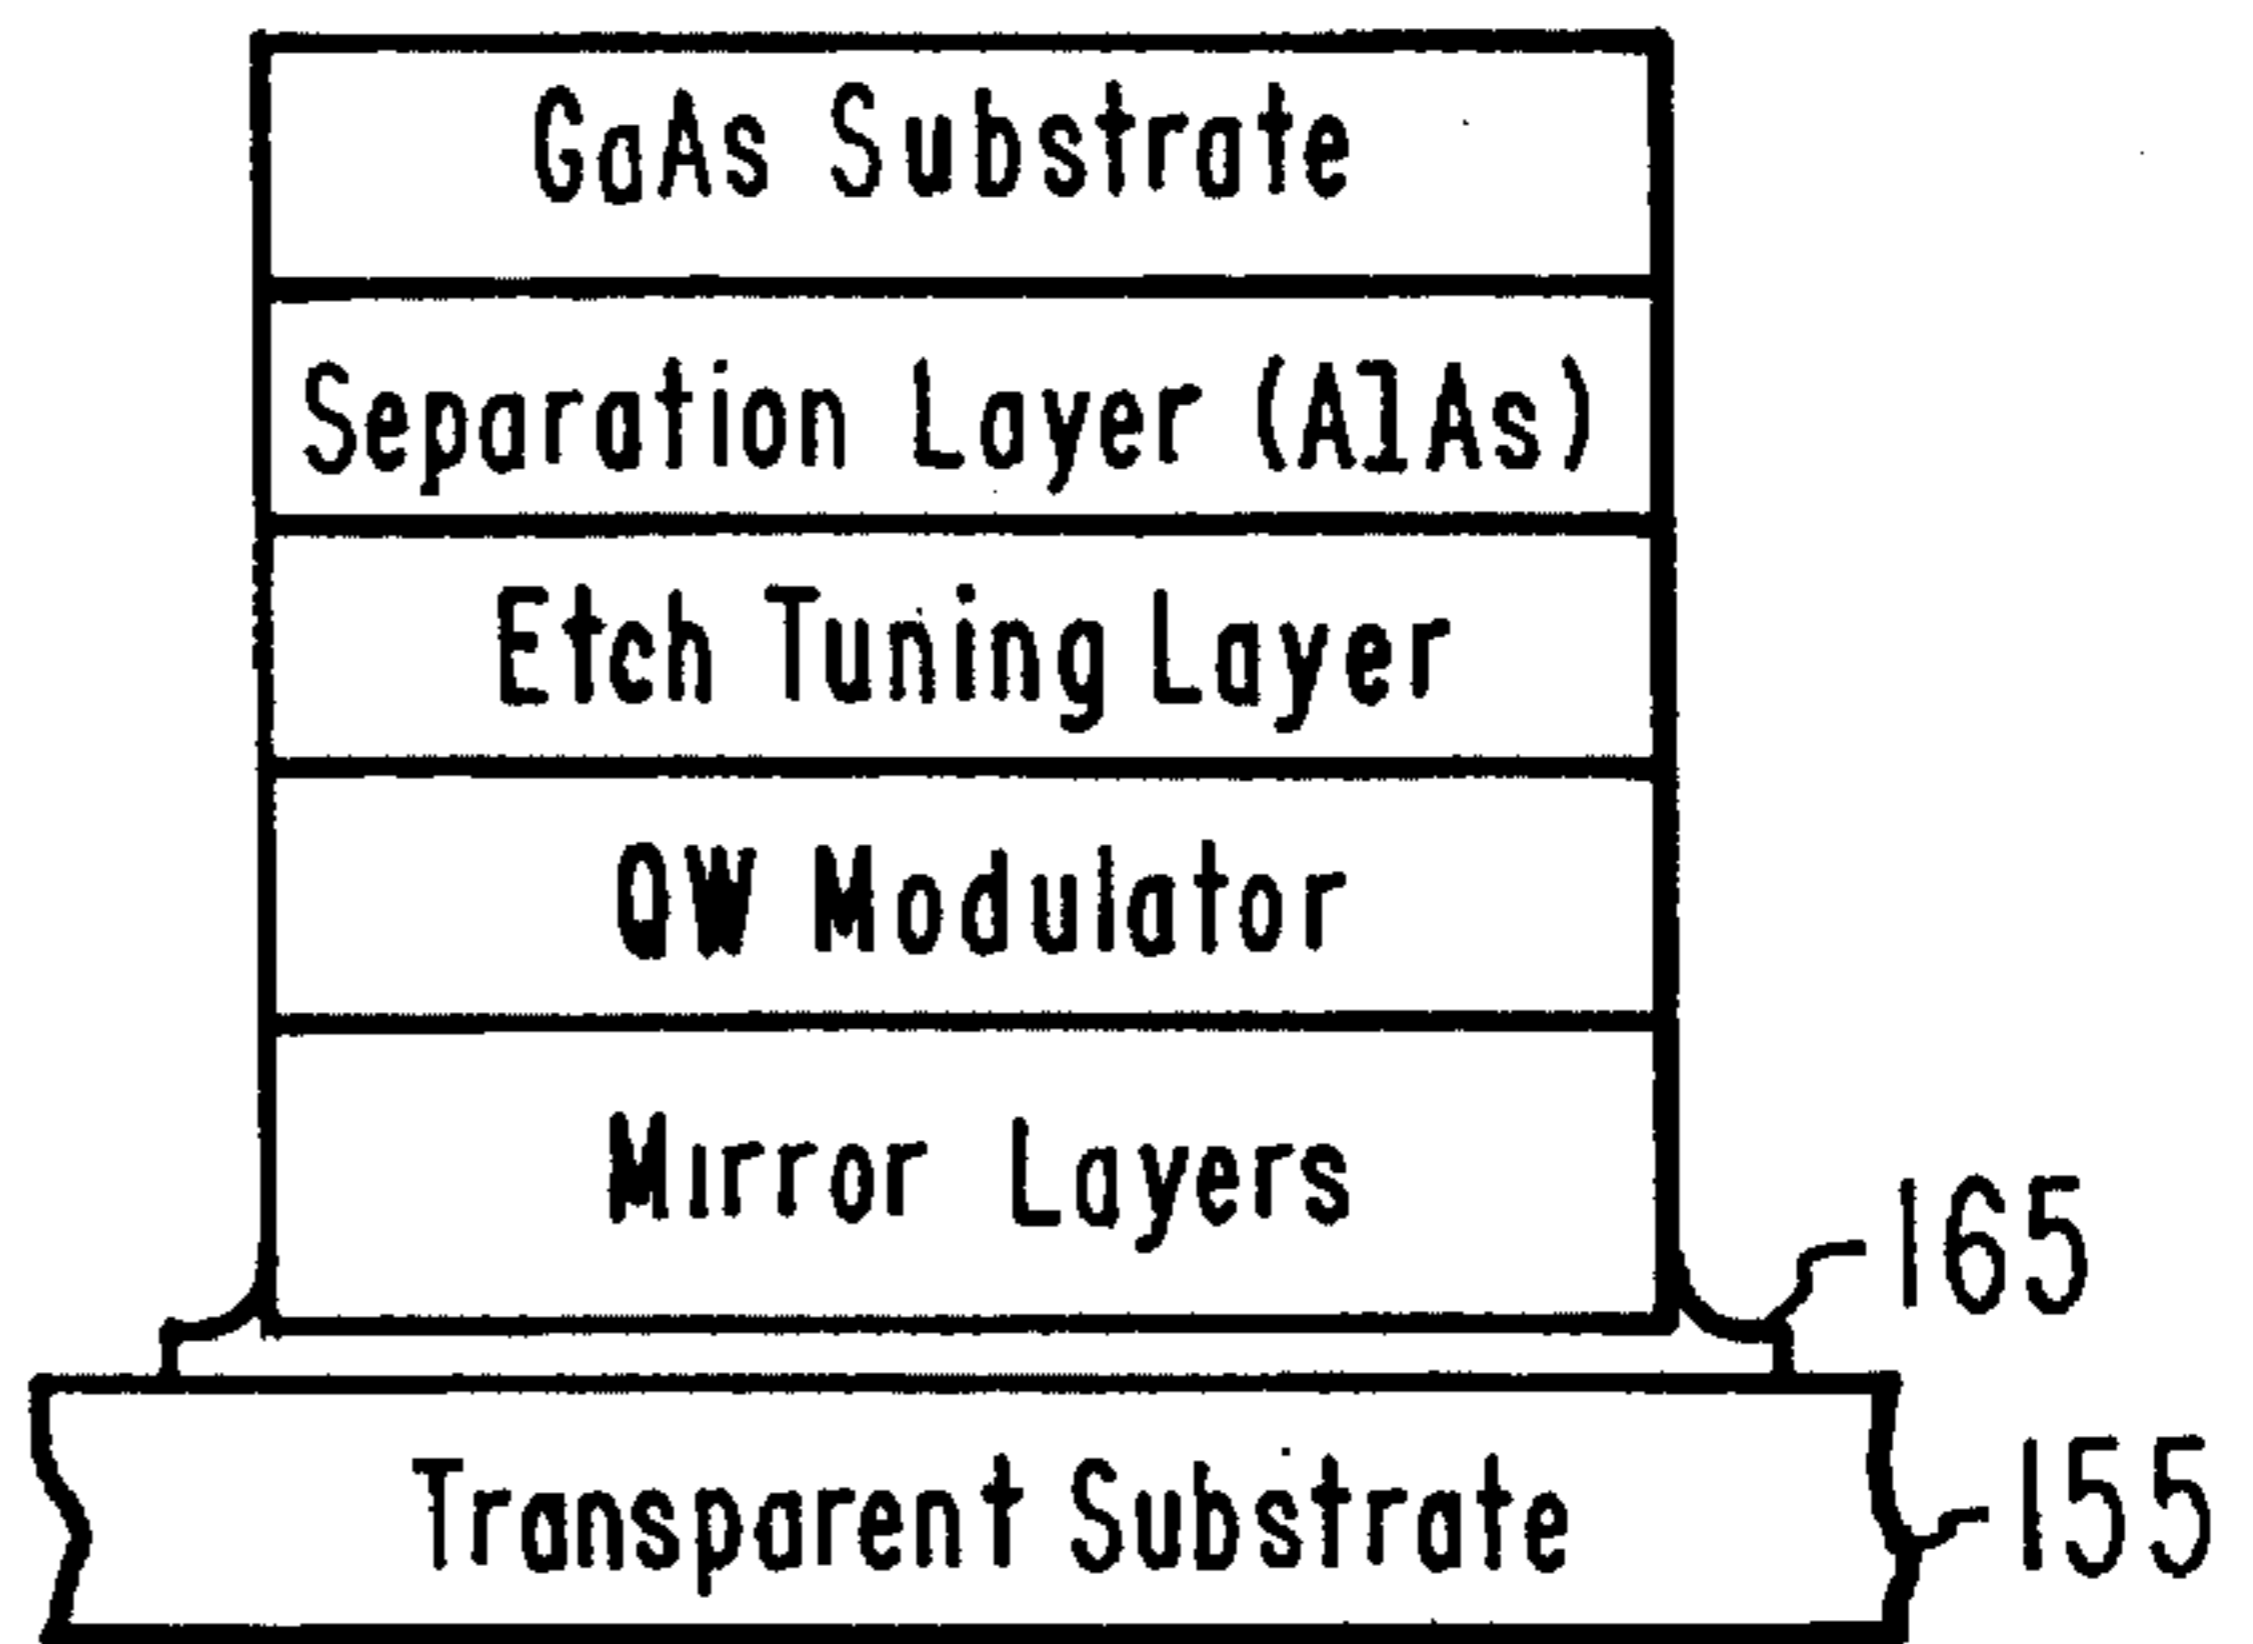 GaAs Substrate
Separation Layer (AlAs)
Etch Tuning Layer
QW Modulator
Mirror Layers
165
Transparent Substrate
155